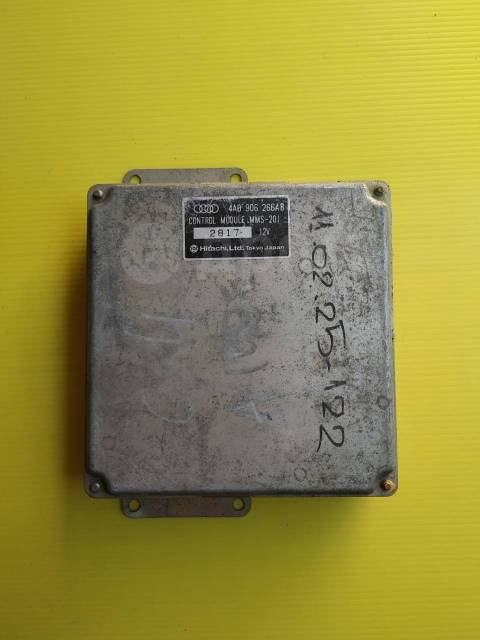 4A0 906 266AB
CONTROL MODULE MMS-201
2817- 12V
Hitachi, Ltd. Tokyo Japan
11.02.25-122